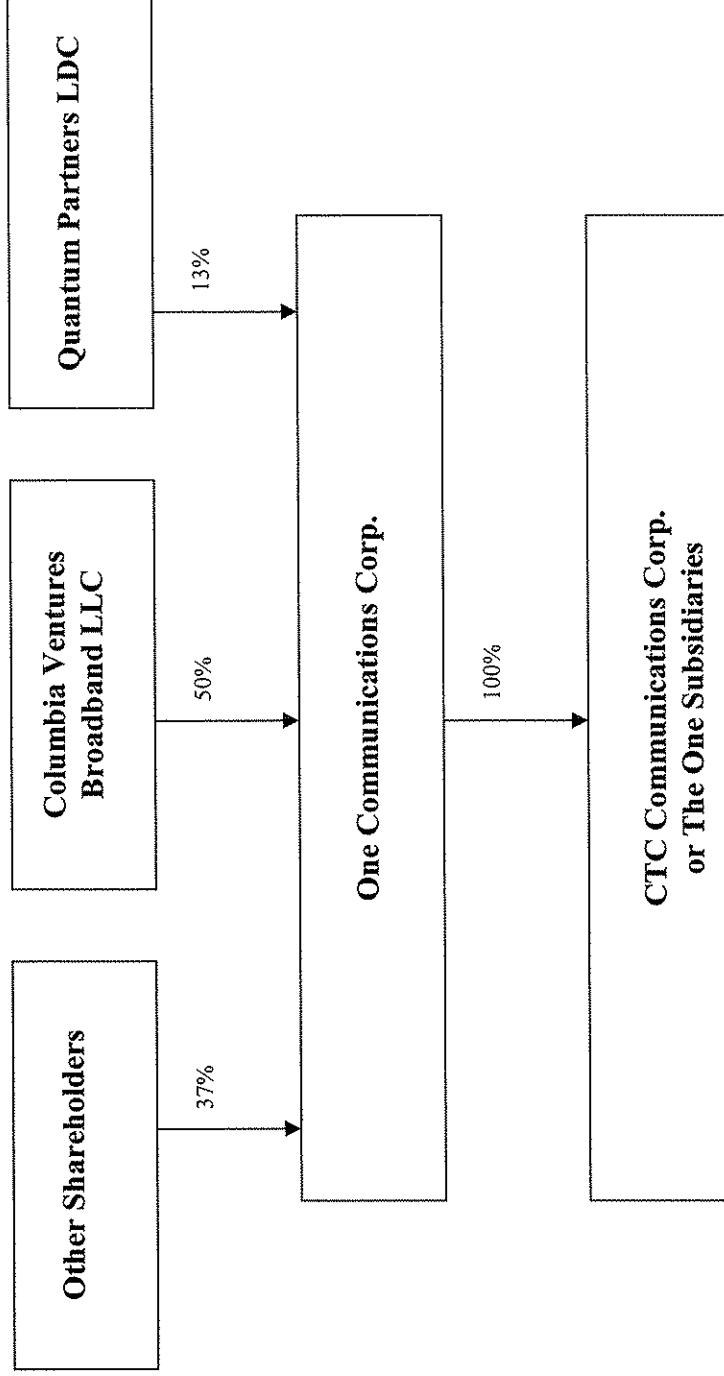 Other Shareholders
Columbia Ventures
Broadband LLC
Quantum Partners LDC
37%
50%
13%
One Communications Corp.
100%
CTC Communications Corp.
or The One Subsidiaries